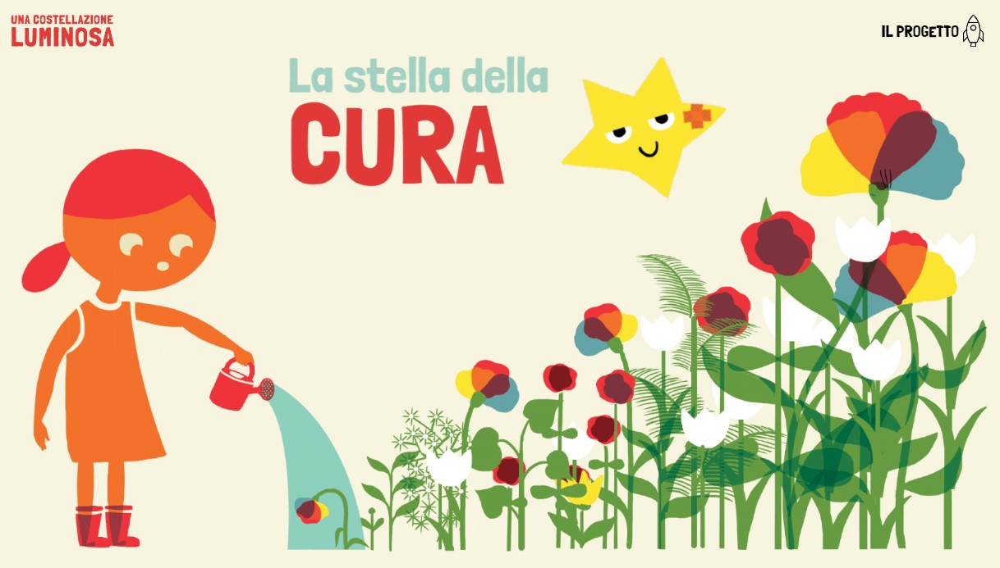 UNA COSTELLAZIONE
LUMINOSA
IL PROGETTO
La stella della
CURA